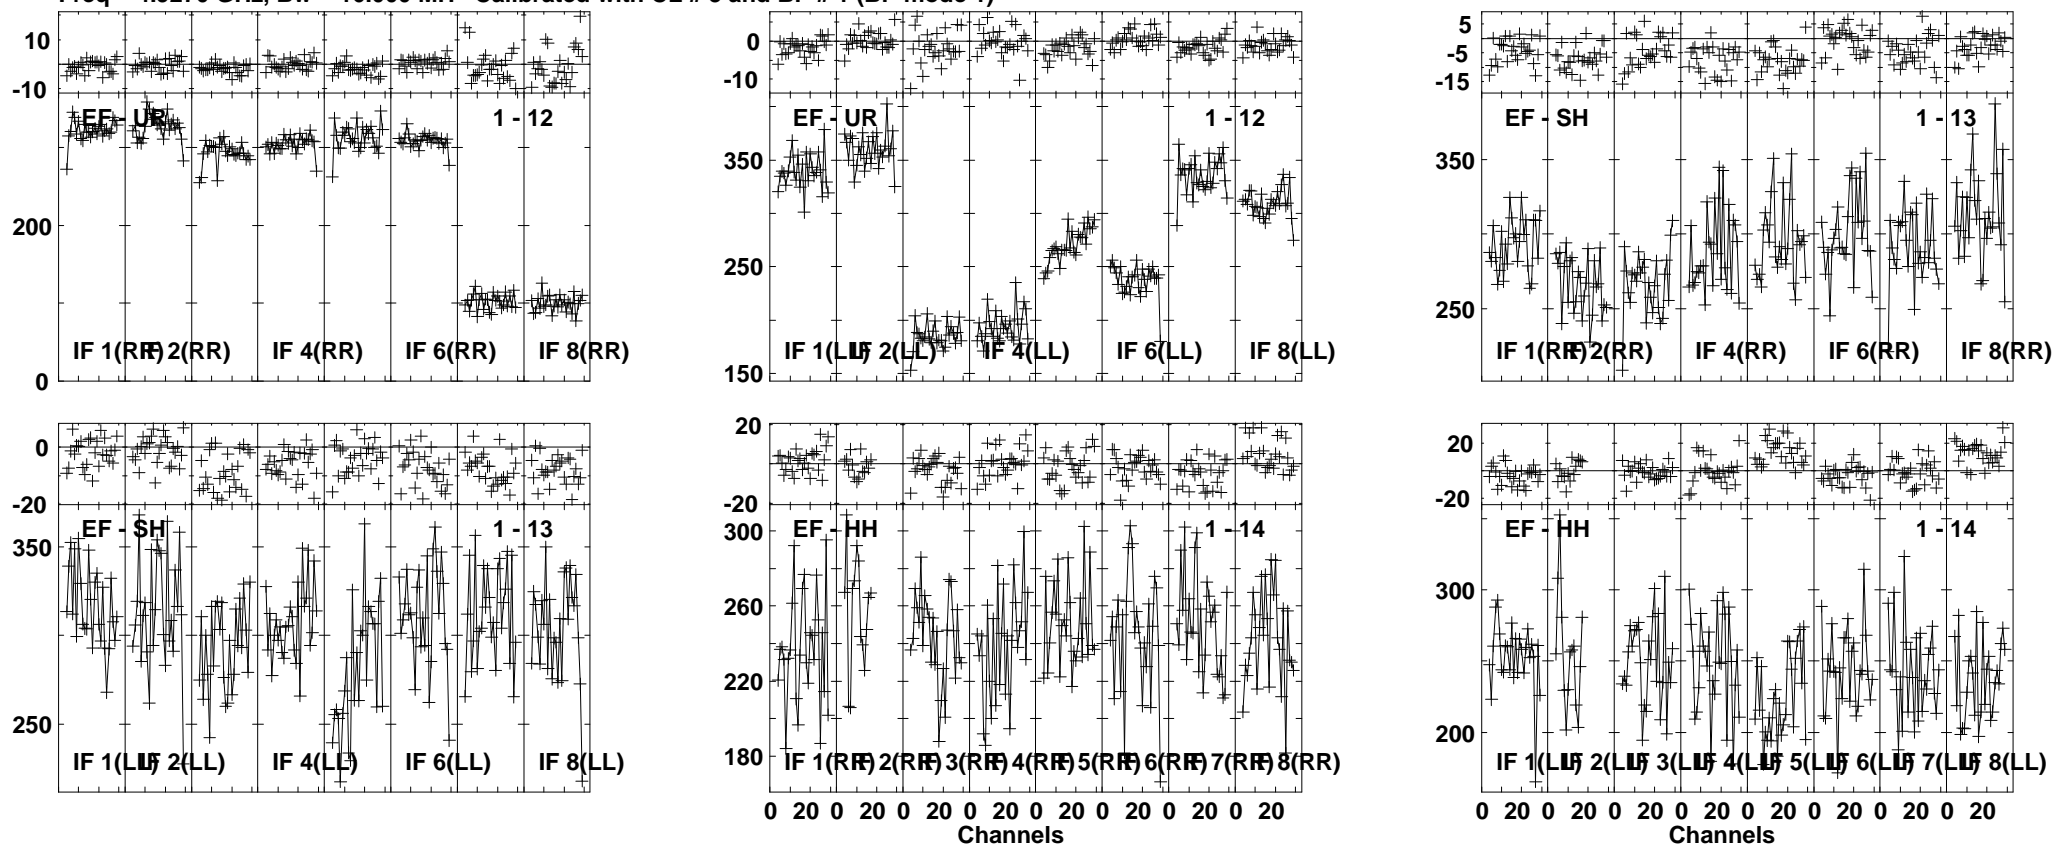 10
-10
EF - UR 1 - 12
200
IF 1(RR) IF 2(RR) IF 4(RR) IF 6(RR) IF 8(RR)
0
0
-10
EF - UR 1 - 12
350
250
IF 1(LL) IF 2(LL) IF 4(LL) IF 6(LL) IF 8(LL)
150
5
-5
-15
EF - SH 1 - 13
350
250
IF 1(RR) IF 2(RR) IF 4(RR) IF 6(RR) IF 8(RR)
0
-20
EF - SH 1 - 13
350
250
IF 1(LL) IF 2(LL) IF 4(LL) IF 6(LL) IF 8(LL)
20
0
-20
EF - HH 1 - 14
300
260
220
180
IF 1(RR) IF 2(RR) IF 3(RR) IF 4(RR) IF 5(RR) IF 6(RR) IF 7(RR) IF 8(RR)
0 20 0 20 0 20 0 20 0 20 0 20 0 20 0 20
Channels
20
0
-20
EF - HH 1 - 14
300
200
IF 1(LL) IF 2(LL) IF 3(LL) IF 4(LL) IF 5(LL) IF 6(LL) IF 7(LL) IF 8(LL)
0 20 0 20 0 20 0 20 0 20 0 20 0 20 0 20
Channels